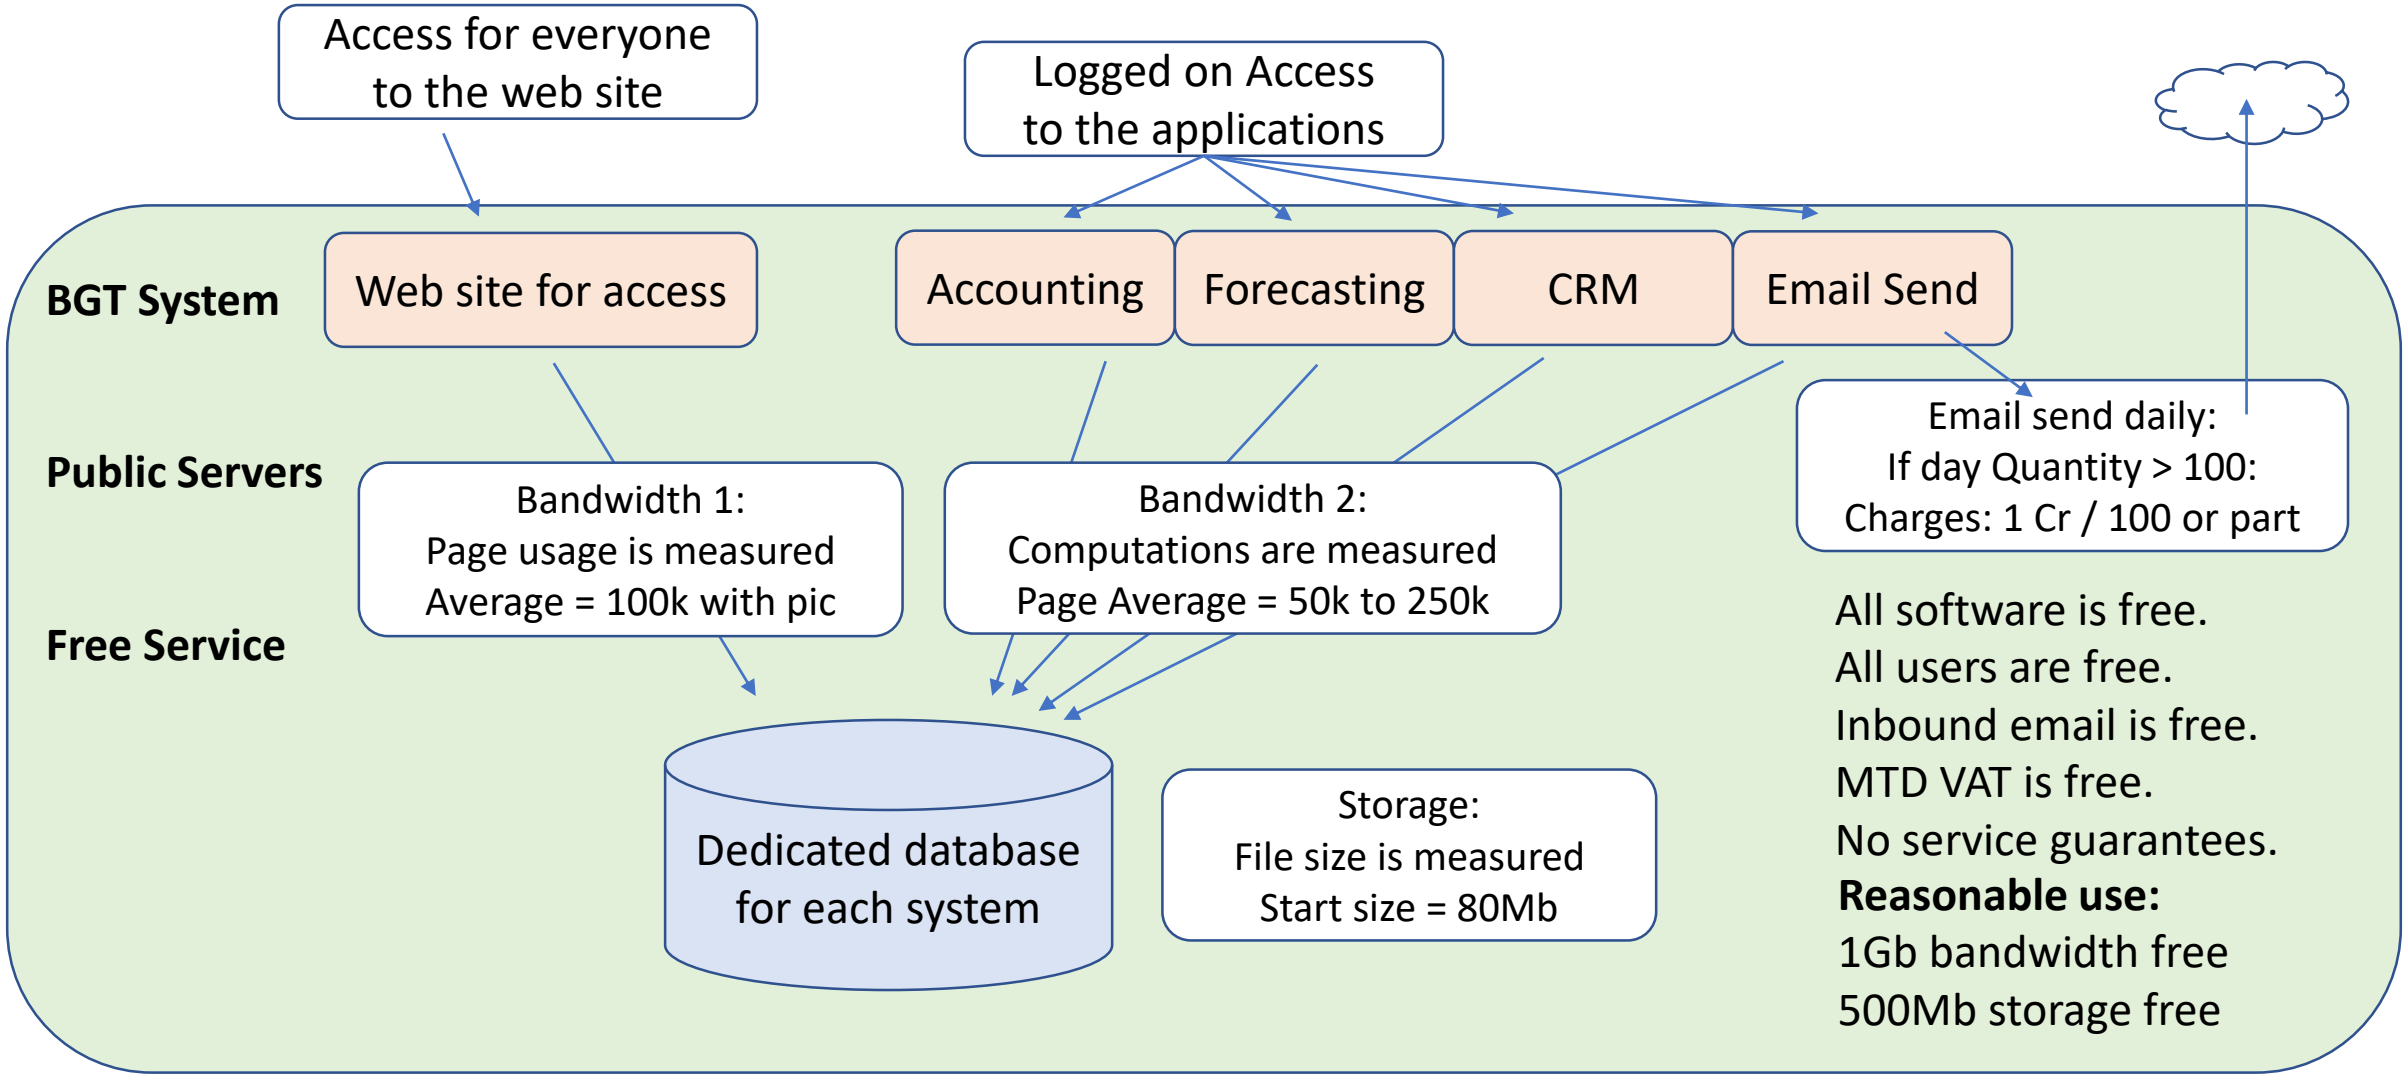 Access for everyone
to the web site
Logged on Access
to the applications
BGT System
Web site for access
Accounting
Forecasting
CRM
Email Send
Public Servers
Bandwidth 1:
Page usage is measured
Average = 100k with pic
Bandwidth 2:
Computations are measured
Page Average = 50k to 250k
Email send daily:
If day Quantity > 100:
Charges: 1 Cr / 100 or part
Free Service
All software is free.
All users are free.
Inbound email is free.
MTD VAT is free.
No service guarantees.
Reasonable use:
1Gb bandwidth free
500Mb storage free
Dedicated database
for each system
Storage:
File size is measured
Start size = 80Mb